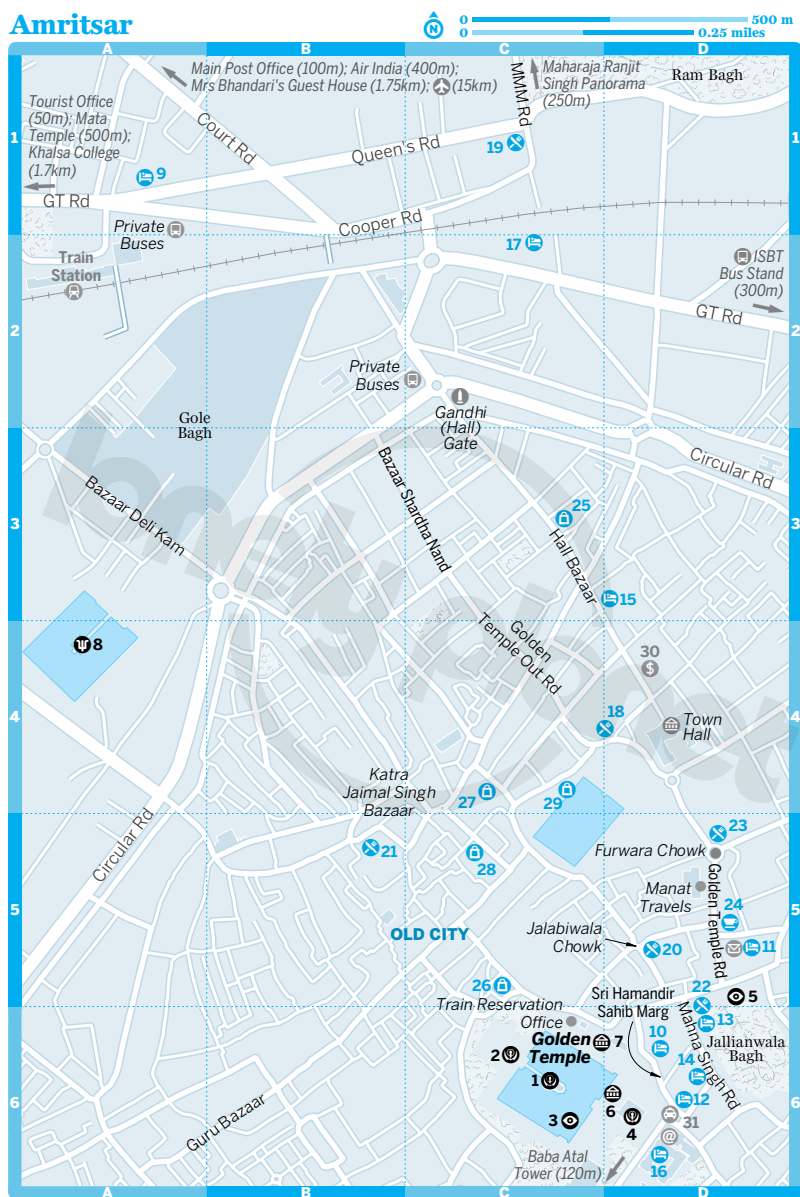 Amritsar
N
0 500 m
0 0.25 miles
A B C D
Main Post Office (100m); Air India (400m);
Mrs Bhandari's Guest House (1.75km); (15km)
Maharaja Ranjit
Singh Panorama
(250m)
MMM Rd
Ram Bagh
Tourist Office
(50m); Mata
Temple (500m);
Khalsa College
(1.7km)
Court Rd
Queen's Rd
1 1
19
9
GT Rd
Cooper Rd
Private
Buses
17
Train
Station
ISBT
Bus Stand
(300m)
GT Rd
2 2
Private
Buses
Gandhi
(Hall)
Gate
Gole
Bagh
Circular Rd
Bazaar Shardha Nand
Bazaar Deli Kam
25
3 3
Hall Bazaar
15
lonely planet
8
Golden
Temple Out Rd
30
$
18
Town
Hall
4 4
Katra
Jaimal Singh
Bazaar
27
29
Circular Rd
21
28
23
Furwara Chowk
Manat
Travels
Golden Temple Rd
24
5 5
OLD CITY
Jalabiwala
Chowk
20
11
26
Sri Hamandir
Sahib Marg
22
5
Train Reservation
Office
13
Golden
Temple
7
10
Mahna Singh Rd
Jallianwala
Bagh
2
14
1
12
6 6
3
6
4
31
@
Guru Bazaar
Baba Atal
Tower (120m)
16
A B C D